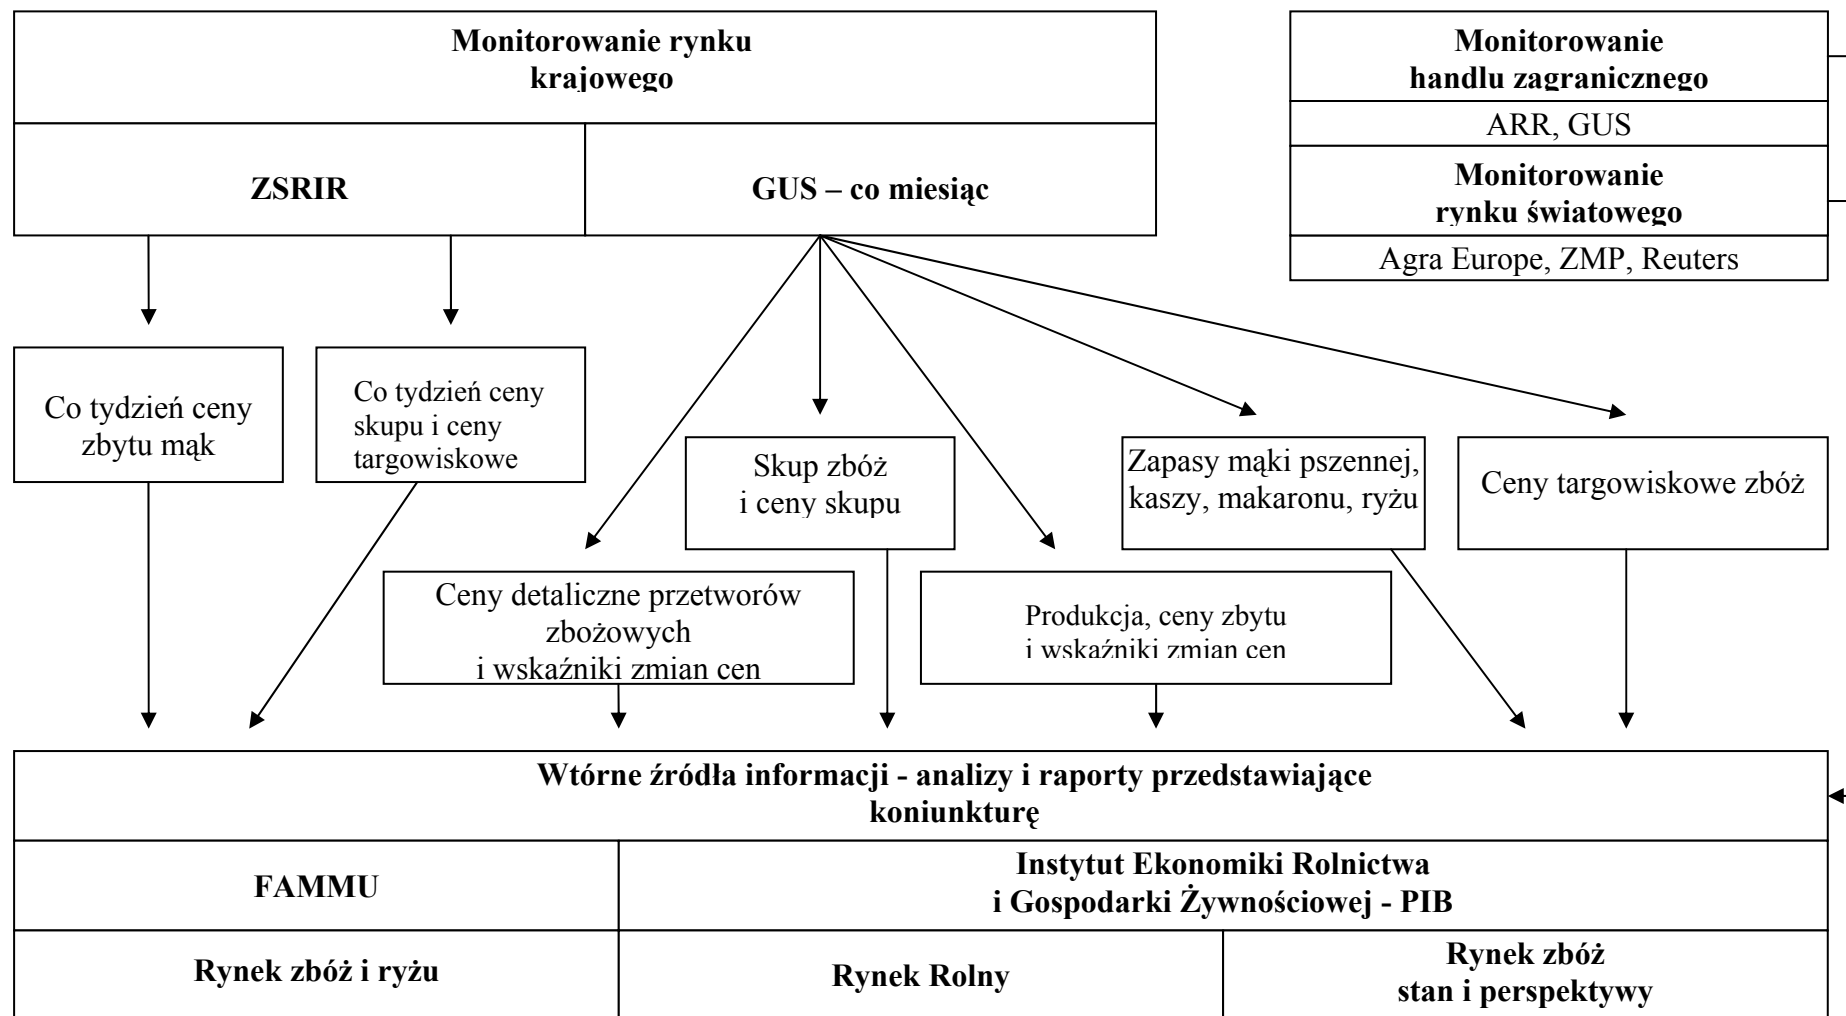 Monitorowanie rynku
krajowego
ZSRIR
GUS – co miesiąc
Monitorowanie
handlu zagranicznego
ARR, GUS
Monitorowanie
rynku światowego
Agra Europe, ZMP, Reuters
Co tydzień ceny
zbytu mąk
Co tydzień ceny
skupu i ceny
targowiskowe
Skup zbóż
i ceny skupu
Zapasy mąki pszennej,
kaszy, makaronu, ryżu
Ceny targowiskowe zbóż
Ceny detaliczne przetworów
zbożowych
i wskaźniki zmian cen
Produkcja, ceny zbytu
i wskaźniki zmian cen
Wtórne źródła informacji - analizy i raporty przedstawiające
koniunkturę
FAMMU
Instytut Ekonomiki Rolnictwa
i Gospodarki Żywnościowej - PIB
Rynek zbóż i ryżu
Rynek Rolny
Rynek zbóż
stan i perspektywy